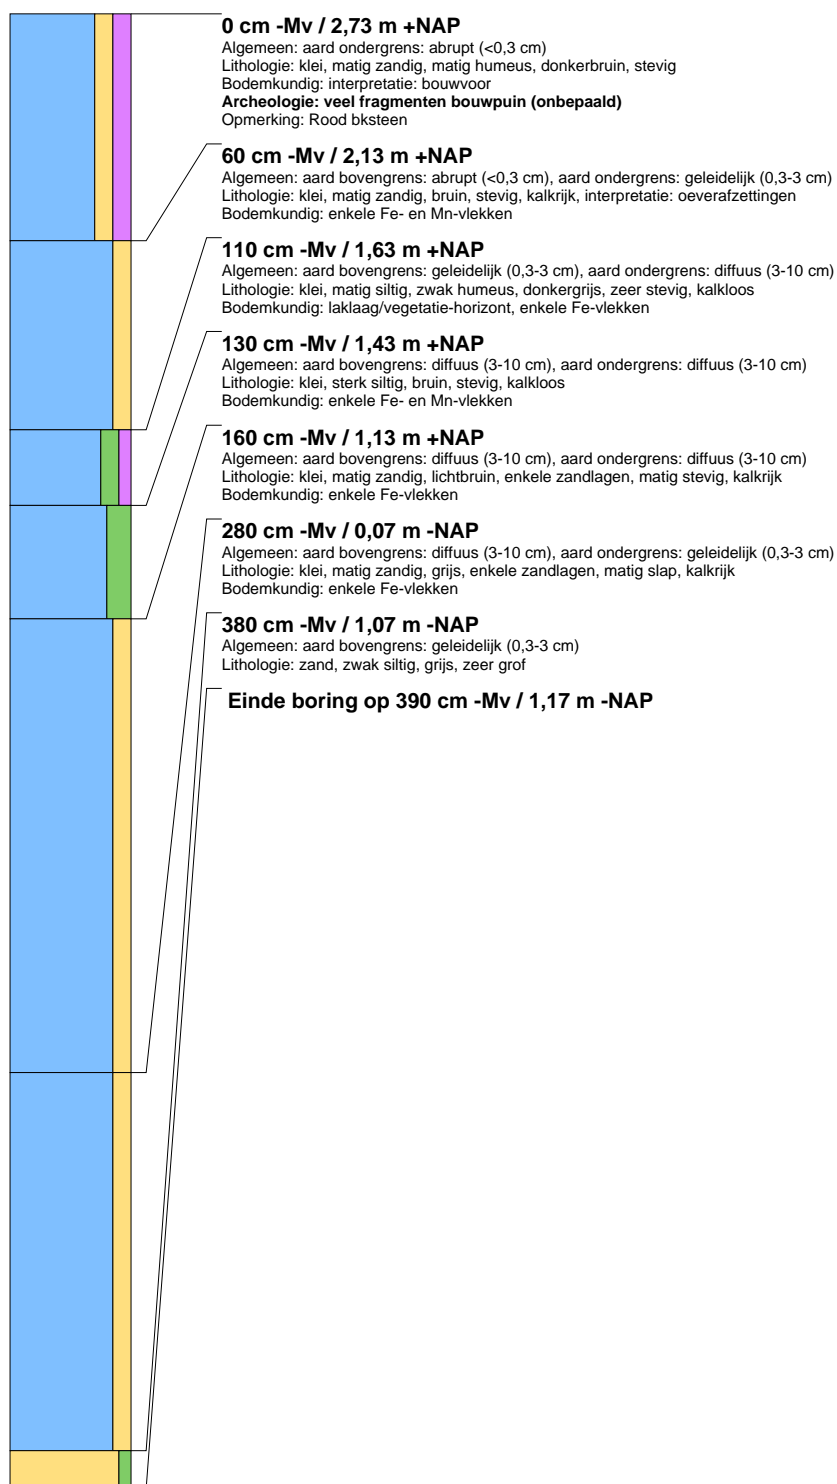 0 cm -Mv / 2,73 m +NAP
Algemeen: aard ondergrens: abrupt (<0,3 cm)
Lithologie: klei, matig zandig, matig humeus, donkerbruin, stevig
Bodemkundig: interpretatie: bouwvoor
Archeologie: veel fragmenten bouwpuin (onbepaald)
Opmerking: Rood bksteen
60 cm -Mv / 2,13 m +NAP
Algemeen: aard bovengrens: abrupt (<0,3 cm), aard ondergrens: geleidelijk (0,3-3 cm)
Lithologie: klei, matig zandig, bruin, stevig, kalkrijk, interpretatie: oeverafzettingen
Bodemkundig: enkele Fe- en Mn-vlekken
110 cm -Mv / 1,63 m +NAP
Algemeen: aard bovengrens: geleidelijk (0,3-3 cm), aard ondergrens: diffuus (3-10 cm)
Lithologie: klei, matig siltig, zwak humeus, donkergrijs, zeer stevig, kalkloos
Bodemkundig: laklaag/vegetatie-horizont, enkele Fe-vlekken
130 cm -Mv / 1,43 m +NAP
Algemeen: aard bovengrens: diffuus (3-10 cm), aard ondergrens: diffuus (3-10 cm)
Lithologie: klei, sterk siltig, bruin, stevig, kalkloos
Bodemkundig: enkele Fe- en Mn-vlekken
160 cm -Mv / 1,13 m +NAP
Algemeen: aard bovengrens: diffuus (3-10 cm), aard ondergrens: diffuus (3-10 cm)
Lithologie: klei, matig zandig, lichtbruin, enkele zandlagen, matig stevig, kalkrijk
Bodemkundig: enkele Fe-vlekken
280 cm -Mv / 0,07 m -NAP
Algemeen: aard bovengrens: diffuus (3-10 cm), aard ondergrens: geleidelijk (0,3-3 cm)
Lithologie: klei, matig zandig, grijs, enkele zandlagen, matig slap, kalkrijk
Bodemkundig: enkele Fe-vlekken
380 cm -Mv / 1,07 m -NAP
Algemeen: aard bovengrens: geleidelijk (0,3-3 cm)
Lithologie: zand, zwak siltig, grijs, zeer grof
Einde boring op 390 cm -Mv / 1,17 m -NAP